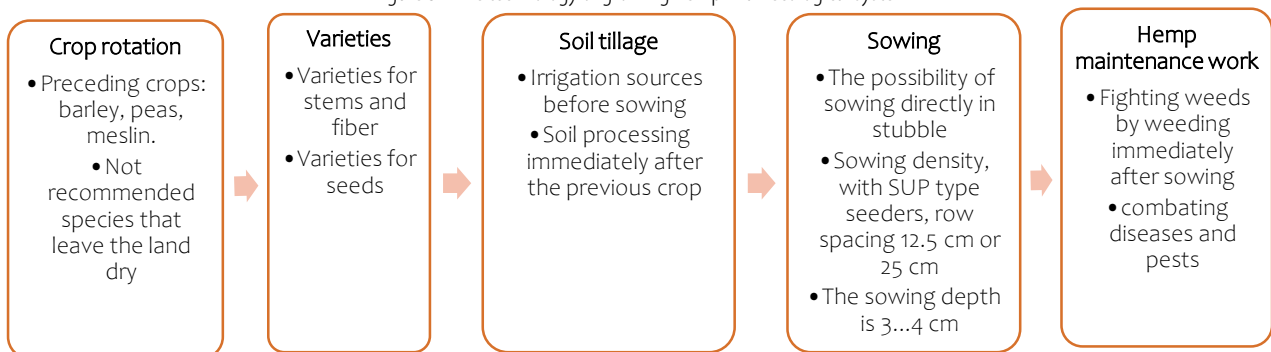 Crop rotation
• Preceding crops:
barley, peas,
meslin.
• Not
recommended
species that
leave the land
dry
Varieties
• Varieties for
stems and
fiber
• Varieties for
seeds
Soil tillage
• Irrigation sources
before sowing
• Soil processing
immediately after
the previous crop
Sowing
• The possibility of
sowing directly in
stubble
• Sowing density,
with SUP type
seeders, row
spacing 12.5 cm or
25 cm
• The sowing depth
is 3...4 cm
Hemp
maintenance work
• Fighting weeds
by weeding
immediately
after sowing
• combating
diseases and
pests